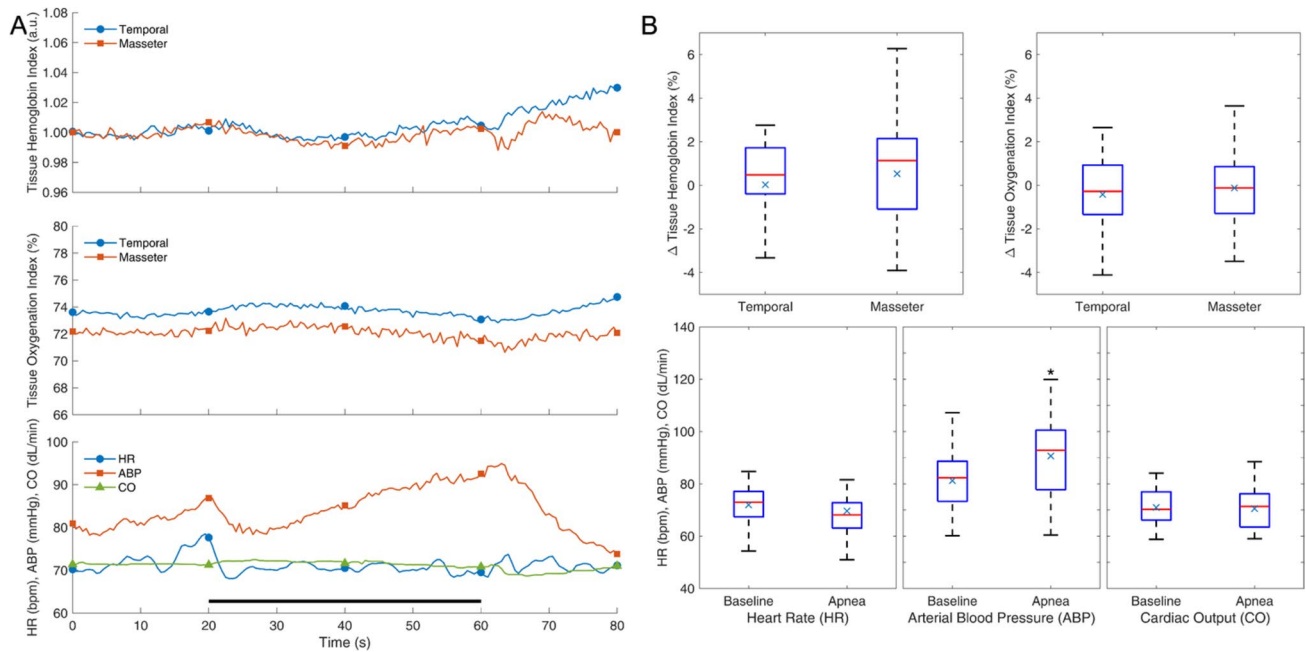 A
Tissue Hemoglobin Index (a.u.)
1.08
1.06
1.04
1.02
1.00
0.98
0.96
Temporal
Masseter
Tissue Oxygenation Index (%)
80
78
76
74
72
70
68
66
Temporal
Masseter
HR (bpm), ABP (mmHg), CO (dL/min)
100
90
80
70
60
HR
ABP
CO
0 10 20 30 40 50 60 70 80
Time (s)
B
Δ Tissue Hemoglobin Index (%)
6
4
2
0
-2
-4
Temporal Masseter
Δ Tissue Oxygenation Index (%)
6
4
2
0
-2
-4
Temporal Masseter
HR (bpm), ABP (mmHg), CO (dL/min)
140
120
100
80
60
40
*
Baseline Apnea
Heart Rate (HR)
Baseline Apnea
Arterial Blood Pressure (ABP)
Baseline Apnea
Cardiac Output (CO)